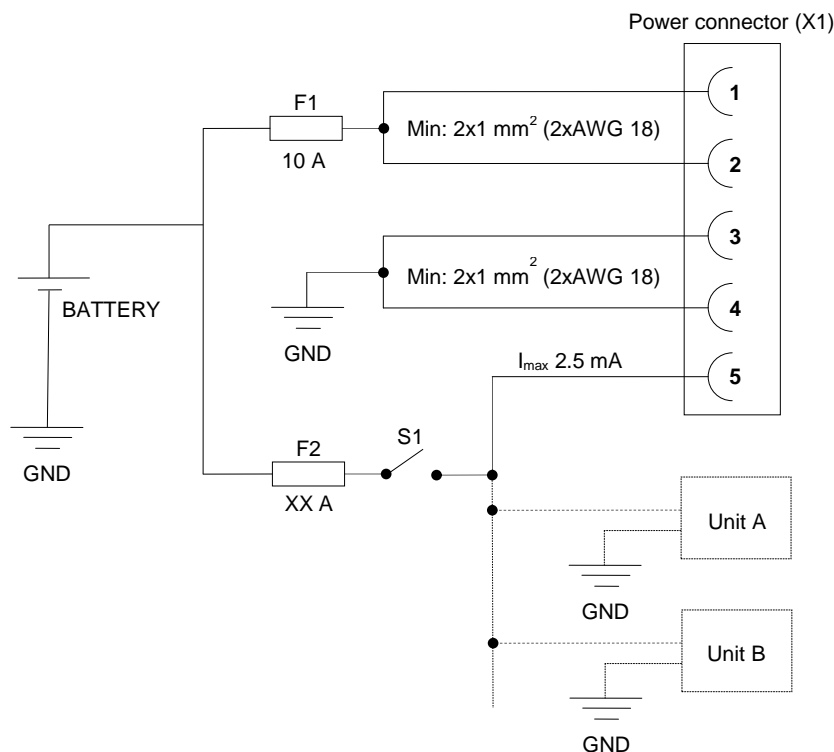 Power connector (X1)
F1
10 A
Min: 2x1 mm² (2xAWG 18)
1
2
3
Min: 2x1 mm² (2xAWG 18)
4
GND
BATTERY
GND
Imax 2.5 mA
5
F2
XX A
S1
Unit A
GND
Unit B
GND